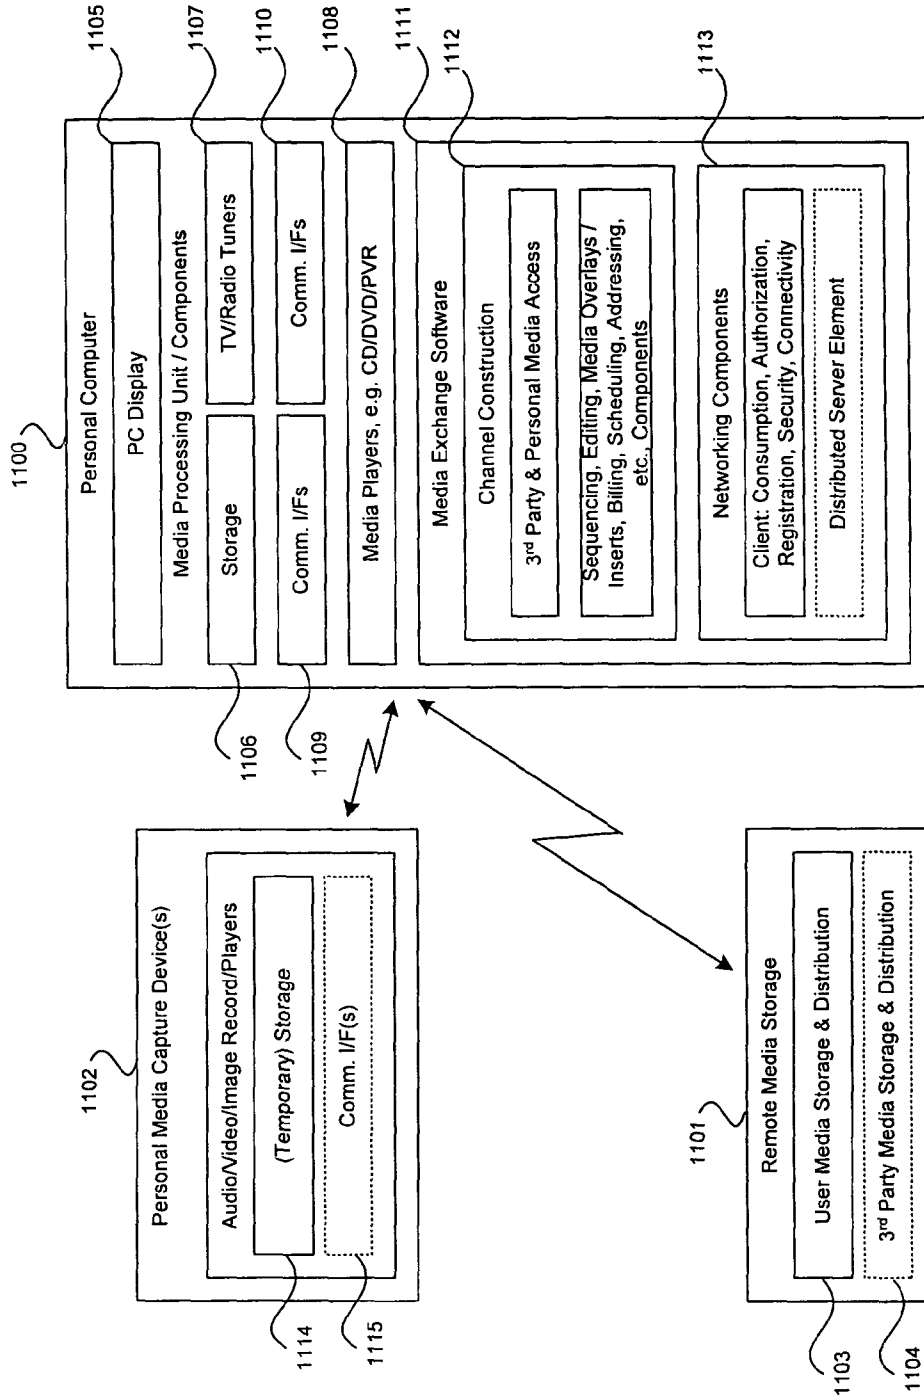 1100
Personal Computer
PC Display
1105
Media Processing Unit / Components
Storage
TV/Radio Tuners
1106
1107
Comm. I/Fs
Comm. I/Fs
1109
1110
Media Players, e.g. CD/DVD/PVR
1108
Media Exchange Software
1111
Channel Construction
1112
3rd Party & Personal Media Access
Sequencing, Editing, Media Overlays /
Inserts, Billing, Scheduling, Addressing,
etc., Components
Networking Components
1113
Client: Consumption, Authorization,
Registration, Security, Connectivity
Distributed Server Element
1102
Personal Media Capture Device(s)
Audio/Video/Image Record/Players
(Temporary) Storage
1114
Comm. I/F(s)
1115
1101
Remote Media Storage
User Media Storage & Distribution
1103
3rd Party Media Storage & Distribution
1104